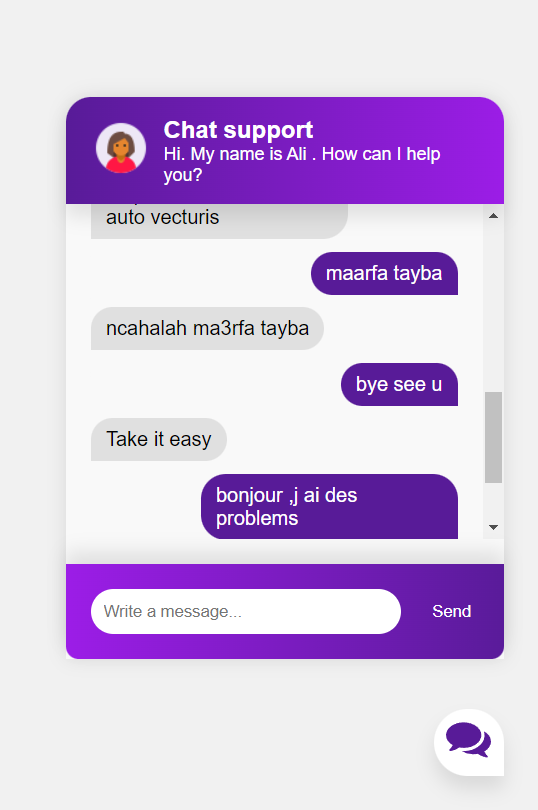 Chat support
Hi. My name is Ali . How can I help
you?
auto vecturis
maarfa tayba
ncahalah ma3rfa tayba
bye see u
Take it easy
bonjour ,j ai des
problems
Write a message...
Send